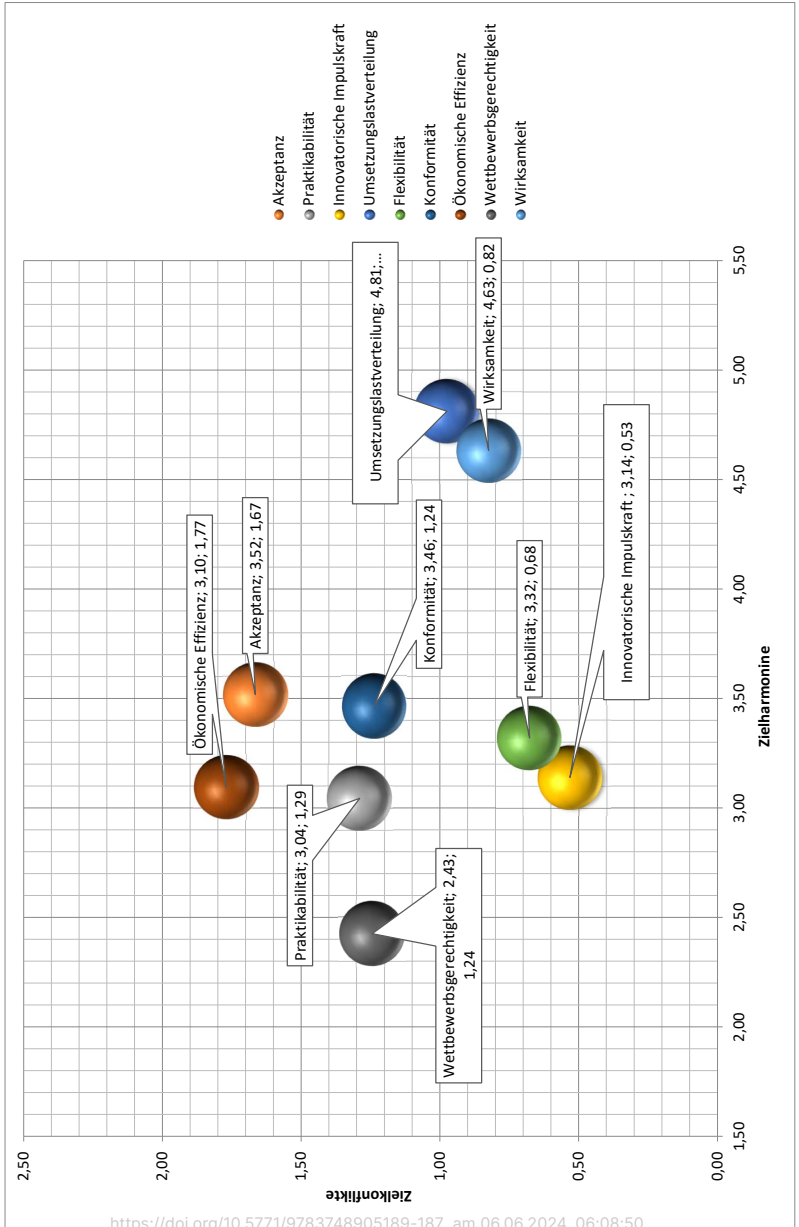 2,50
2,00
1,50
1,00
0,50
0,00
Zielkonflikte
1,50
2,00
2,50
3,00
3,50
4,00
4,50
5,00
5,50
Zielharmonine
Ökonomische Effizienz; 3,10; 1,77
Akzeptanz; 3,52; 1,67
Praktikabilität; 3,04; 1,29
Konformität; 3,46; 1,24
Wettbewerbsgerechtigkeit; 2,43;
1,24
Umsetzungslastverteilung; 4,81;...
Wirksamkeit; 4,63; 0,82
Flexibilität; 3,32; 0,68
Innovatorische Impulskraft ; 3,14; 0,53
Akzeptanz
Praktikabilität
Innovatorische Impulskraft
Umsetzungslastverteilung
Flexibilität
Konformität
Ökonomische Effizienz
Wettbewerbsgerechtigkeit
Wirksamkeit
https://doi.org/10.5771/9783748905189-187, am 06.06.2024, 06:08:50